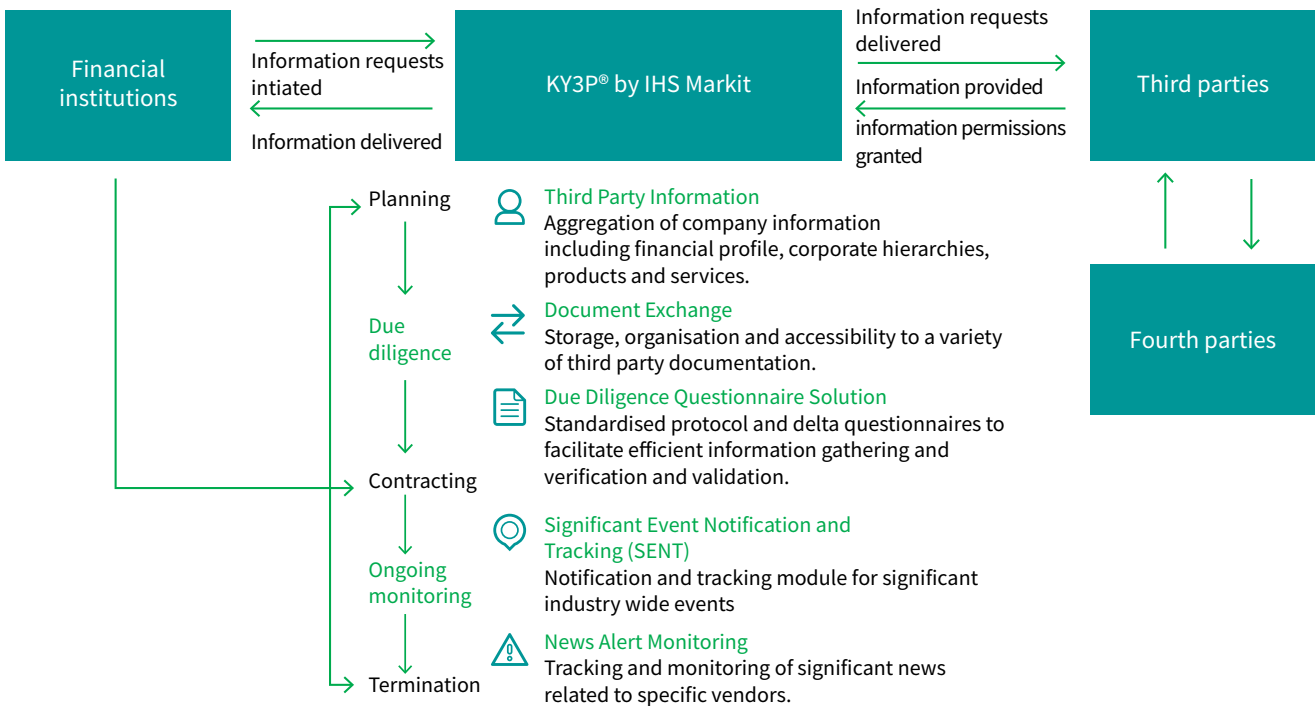 Financial
institutions
Information requests
intiated
Information delivered
KY3P® by IHS Markit
Information requests
delivered
Information provided
information permissions
granted
Third parties
Fourth parties
Planning
Due
diligence
Contracting
Ongoing
monitoring
Termination
Third Party Information
Aggregation of company information
including financial profile, corporate hierarchies,
products and services.
Document Exchange
Storage, organisation and accessibility to a variety
of third party documentation.
Due Diligence Questionnaire Solution
Standardised protocol and delta questionnaires to
facilitate efficient information gathering and
verification and validation.
Significant Event Notification and
Tracking (SENT)
Notification and tracking module for significant
industry wide events
News Alert Monitoring
Tracking and monitoring of significant news
related to specific vendors.